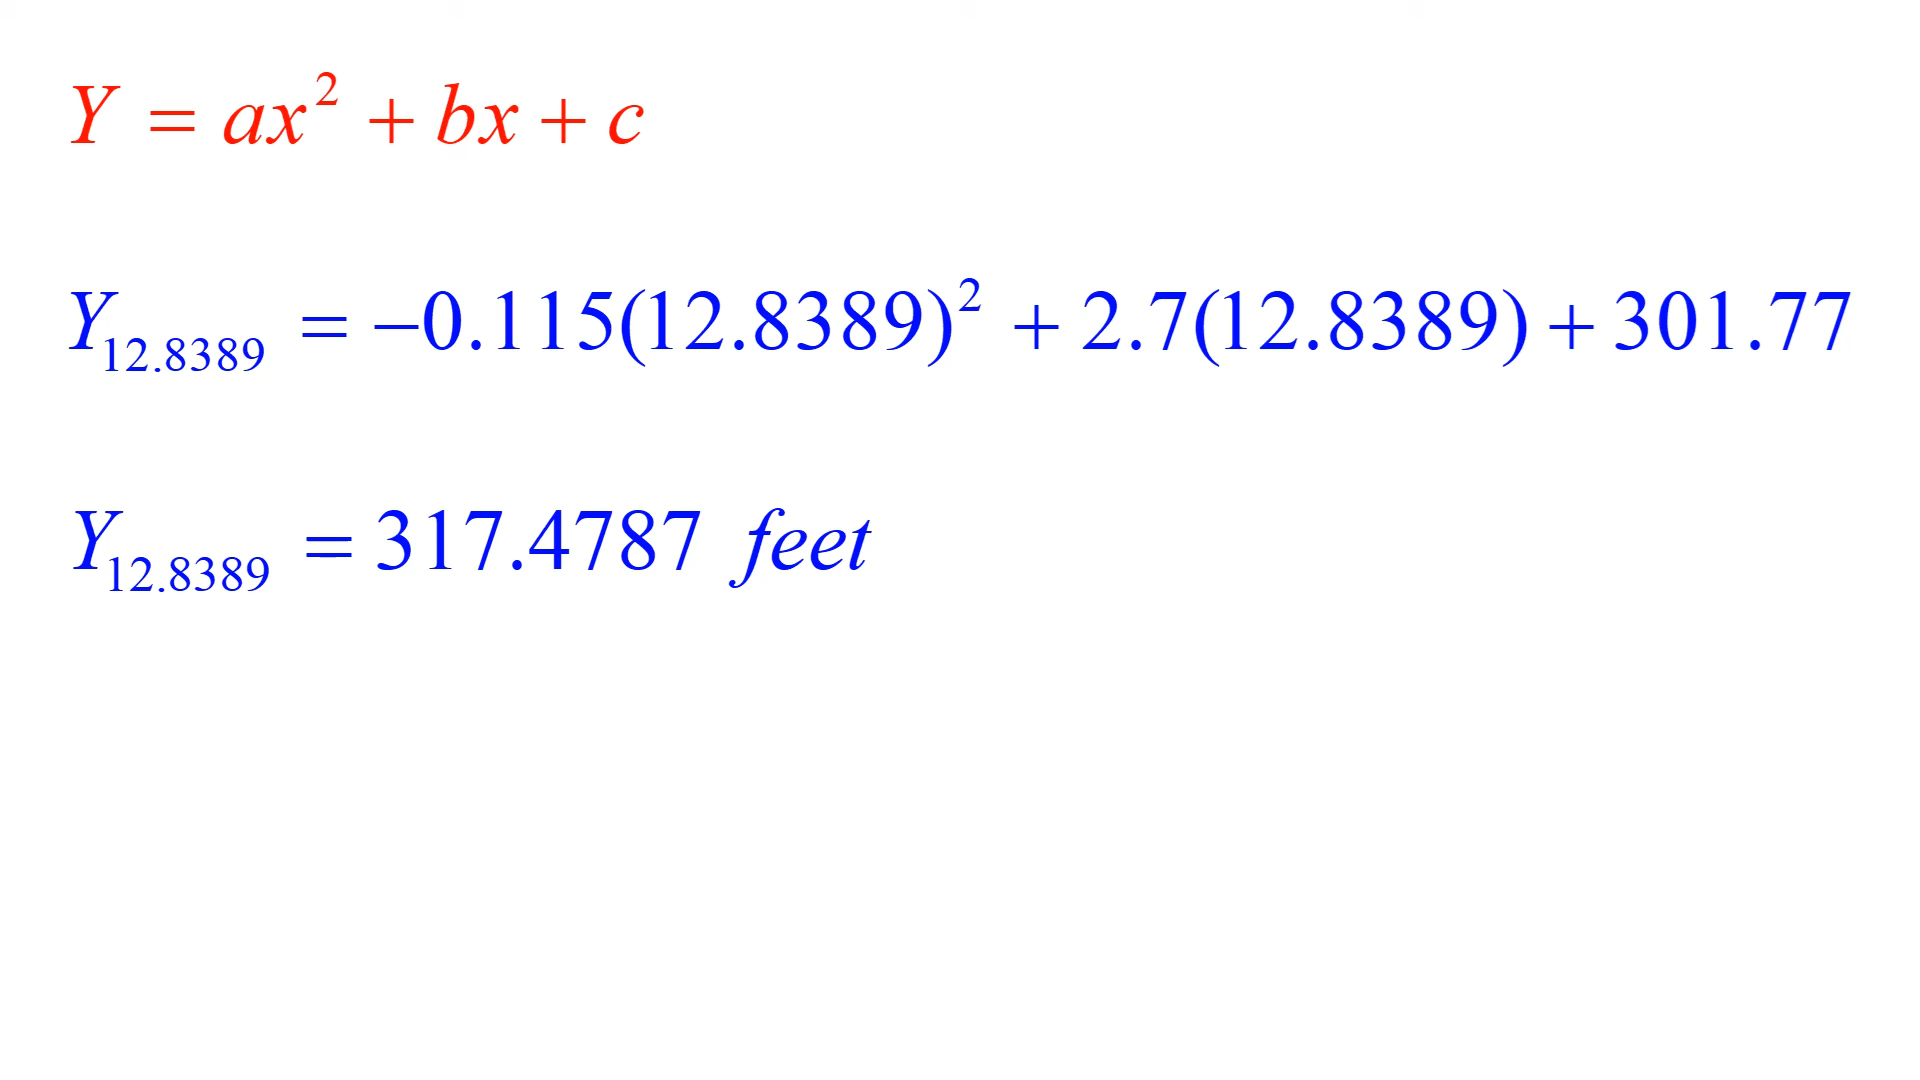 Y = ax² + bx + c
Y₁₂.₈₃₈₉ = −0.115(12.8389)² + 2.7(12.8389) + 301.77
Y₁₂.₈₃₈₉ = 317.4787 feet